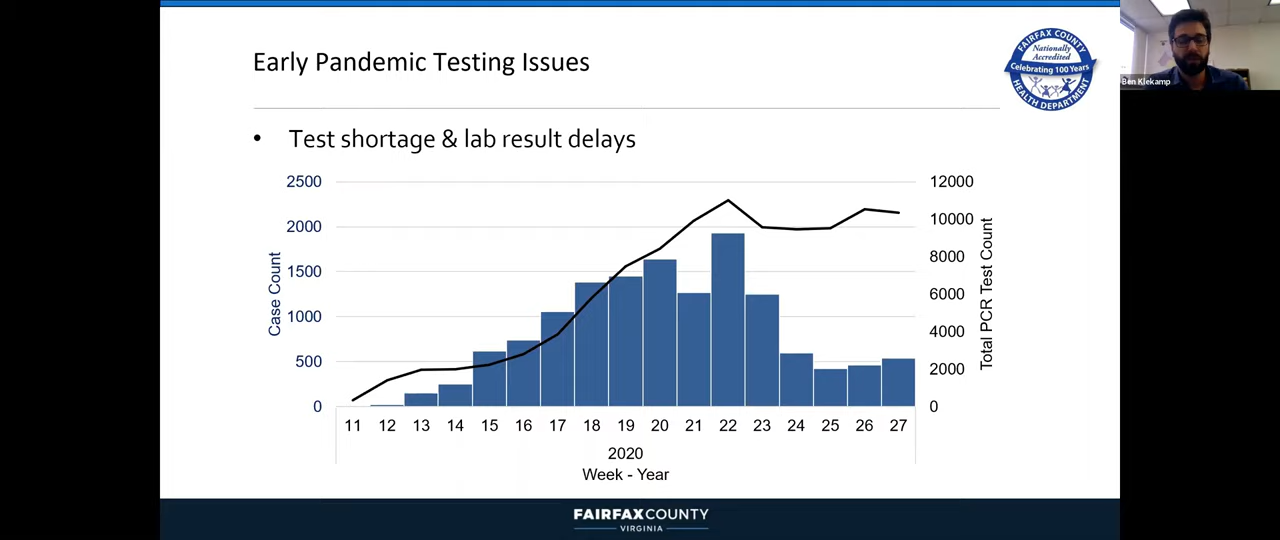 Early Pandemic Testing Issues
FAIRFAX COUNTY
Nationally
Accredited
Celebrating 100 Years
HEALTH DEPARTMENT
Ben Klekamp
• Test shortage & lab result delays
Case Count
2500
2000
1500
1000
500
0
12000
10000
8000
6000
4000
2000
0
Total PCR Test Count
11 12 13 14 15 16 17 18 19 20 21 22 23 24 25 26 27
2020
Week - Year
FAIRFAXCOUNTY
VIRGINIA